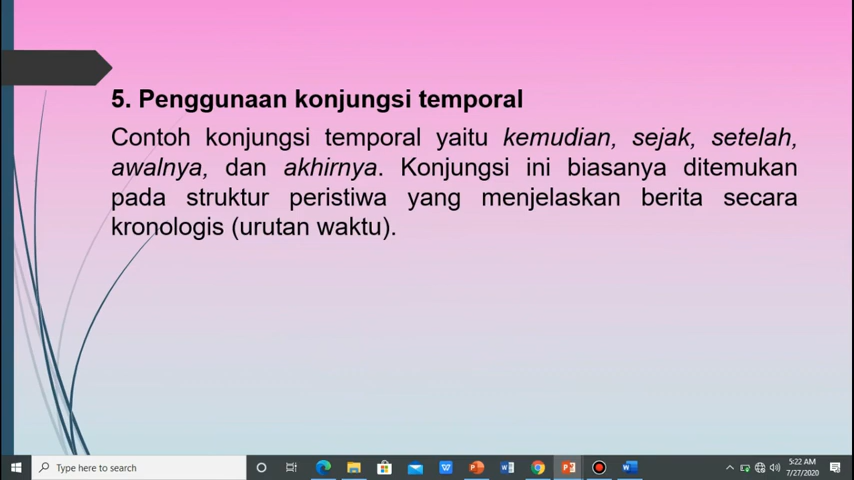 5. Penggunaan konjungsi temporal
Contoh konjungsi temporal yaitu kemudian, sejak, setelah,
awalnya, dan akhirnya. Konjungsi ini biasanya ditemukan
pada struktur peristiwa yang menjelaskan berita secara
kronologis (urutan waktu).
Type here to search
5:22 AM
7/27/2020